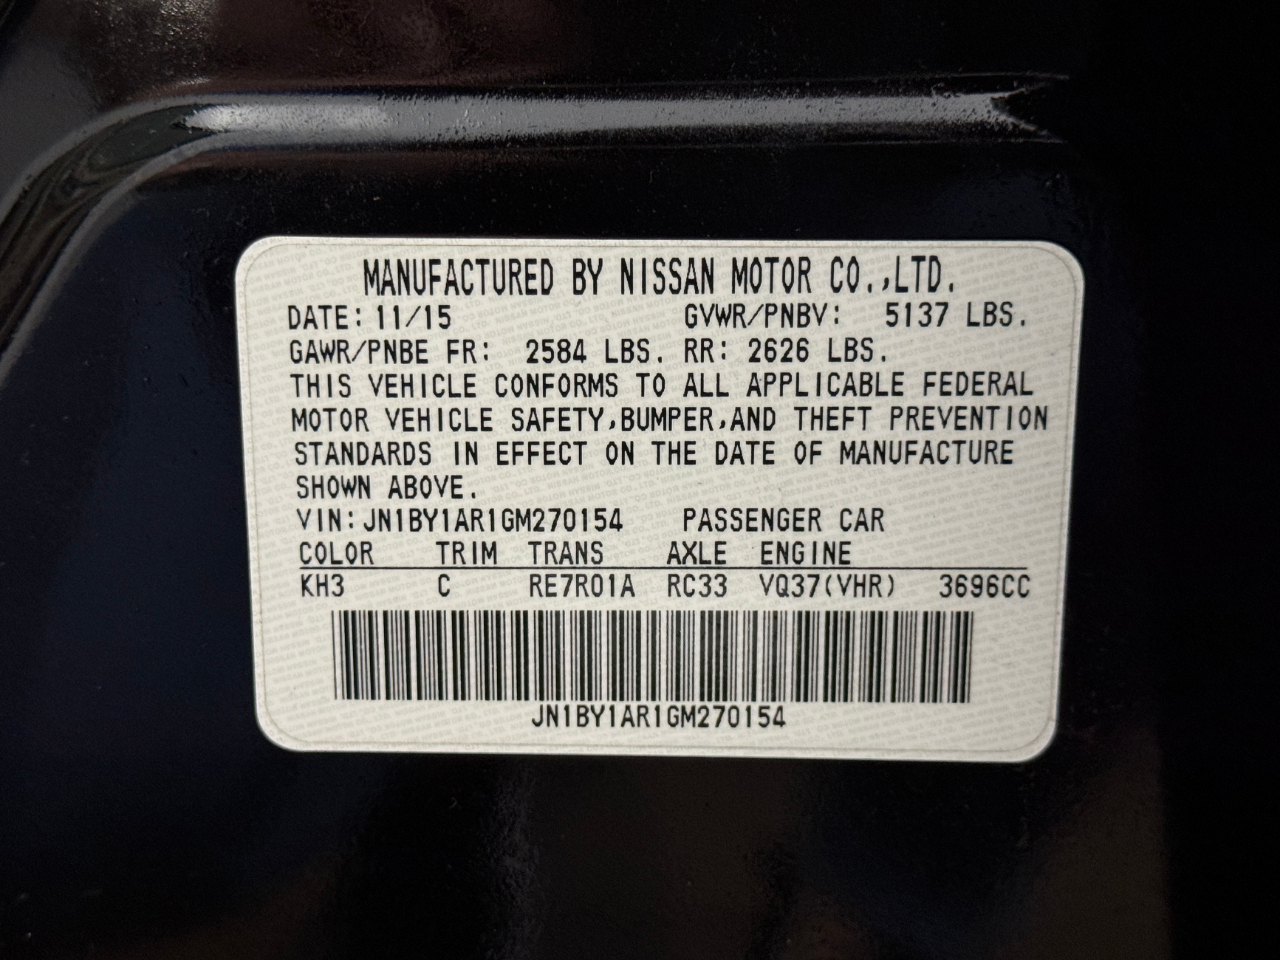 MANUFACTURED BY NISSAN MOTOR CO.,LTD.
DATE: 11/15 GVWR/PNBV: 5137 LBS.
GAWR/PNBE FR: 2584 LBS. RR: 2626 LBS.
THIS VEHICLE CONFORMS TO ALL APPLICABLE FEDERAL
MOTOR VEHICLE SAFETY,BUMPER,AND THEFT PREVENTION
STANDARDS IN EFFECT ON THE DATE OF MANUFACTURE
SHOWN ABOVE.
VIN:JN1BY1AR1GM270154 PASSENGER CAR
COLOR TRIM TRANS AXLE ENGINE
KH3 C RE7R01A RC33 VQ37(VHR) 3696CC
JN1BY1AR1GM270154